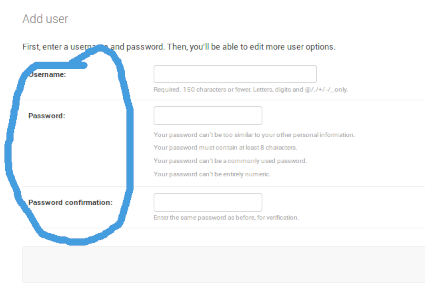 Add user
First, enter a username and password. Then, you'll be able to edit more user options.
Username:
Required. 150 characters or fewer. Letters, digits and @/./+/-/_ only.
Password:
Your password can't be too similar to your other personal information.
Your password must contain at least 8 characters.
Your password can't be a commonly used password.
Your password can't be entirely numeric.
Password confirmation:
Enter the same password as before, for verification.